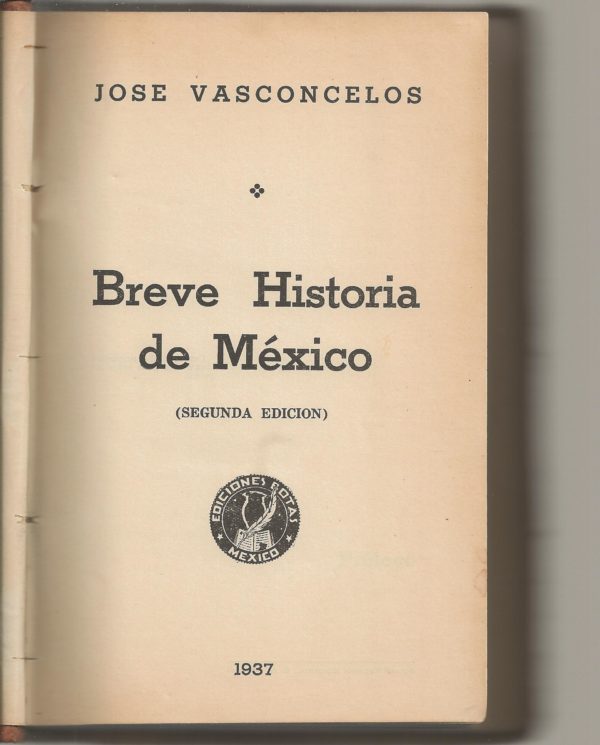 JOSE VASCONCELOS
Breve Historia
de México
(SEGUNDA EDICION)
EDICIONES BOTAS
MEXICO
1937